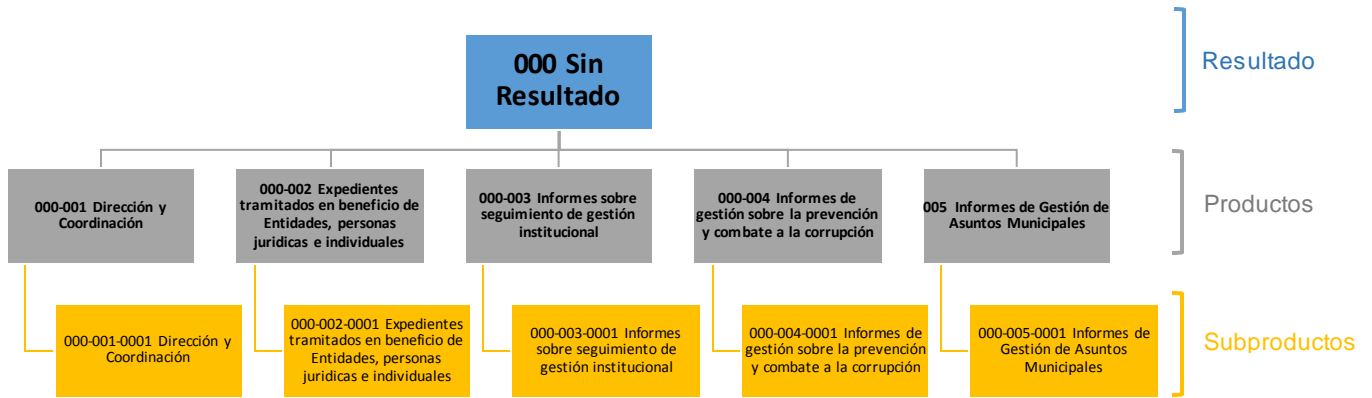 000 Sin
Resultado
Resultado
000-001 Dirección y
Coordinación
000-002 Expedientes
tramitados en beneficio de
Entidades, personas
juridicas e individuales
000-003 Informes sobre
seguimiento de gestión
institucional
000-004 Informes de
gestión sobre la prevención
y combate a la corrupción
005 Informes de Gestión de
Asuntos Municipales
Productos
000-001-0001 Dirección y
Coordinación
000-002-0001 Expedientes
tramitados en beneficio de
Entidades, personas
juridicas e individuales
000-003-0001 Informes
sobre seguimiento de
gestión institucional
000-004-0001 Informes de
gestión sobre la prevención
y combate a la corrupción
000-005-0001 Informes de
Gestión de Asuntos
Municipales
Subproductos